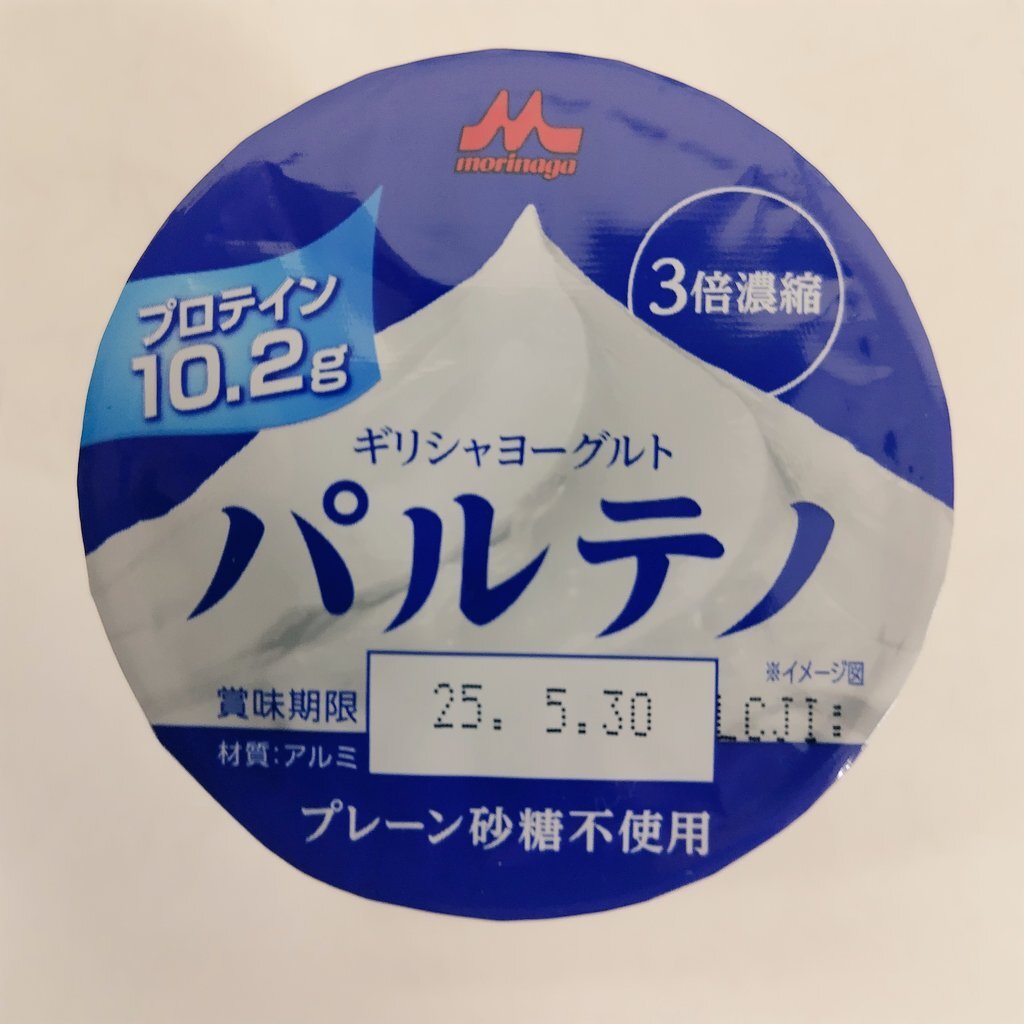 morinaga
3倍濃縮
プロテイン
10.2g
ギリシャヨーグルト
パルテノ
※イメージ図
賞味期限
25. 5.30
材質:アルミ
プレーン砂糖不使用